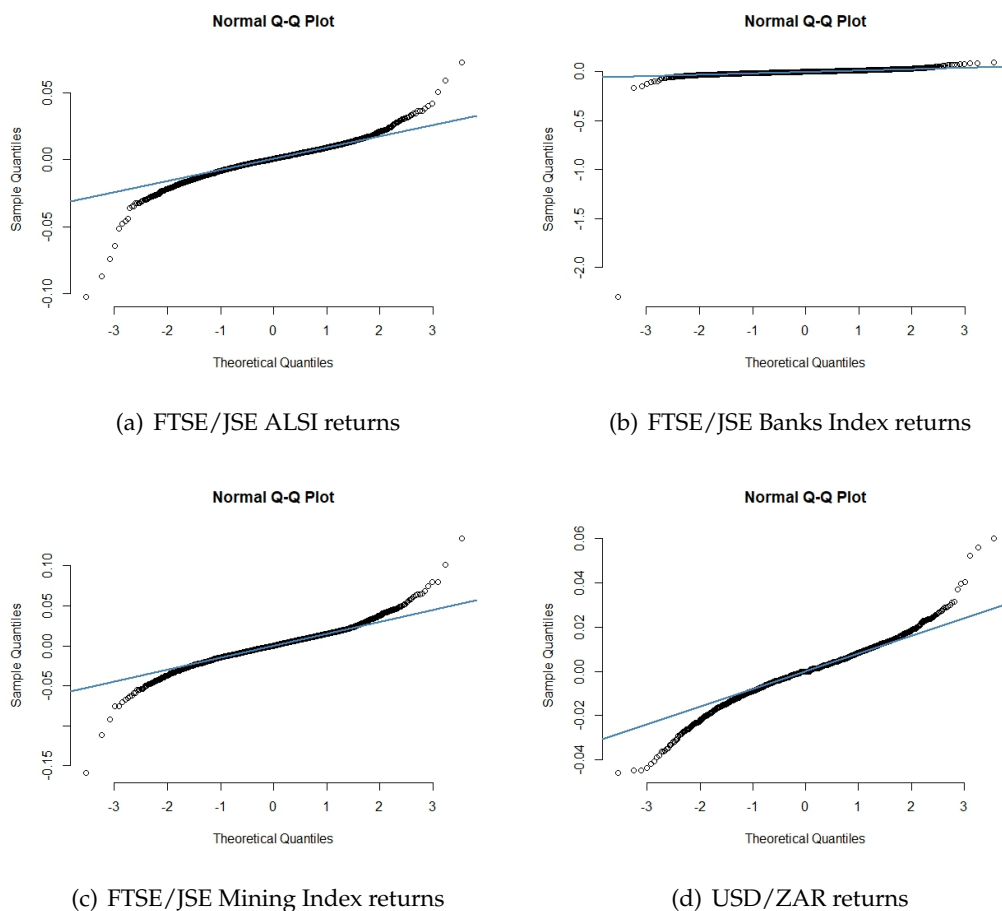 Normal Q-Q Plot
Sample Quantiles
0.05
0.00
-0.05
-0.10
-3 -2 -1 0 1 2 3
Theoretical Quantiles
(a) FTSE/JSE ALSI returns
Normal Q-Q Plot
Sample Quantiles
0.0
-0.5
-1.0
-1.5
-2.0
-3 -2 -1 0 1 2 3
Theoretical Quantiles
(b) FTSE/JSE Banks Index returns
Normal Q-Q Plot
Sample Quantiles
0.10
0.05
0.00
-0.05
-0.15
-3 -2 -1 0 1 2 3
Theoretical Quantiles
(c) FTSE/JSE Mining Index returns
Normal Q-Q Plot
Sample Quantiles
0.06
0.04
0.02
0.00
-0.02
-0.04
-3 -2 -1 0 1 2 3
Theoretical Quantiles
(d) USD/ZAR returns